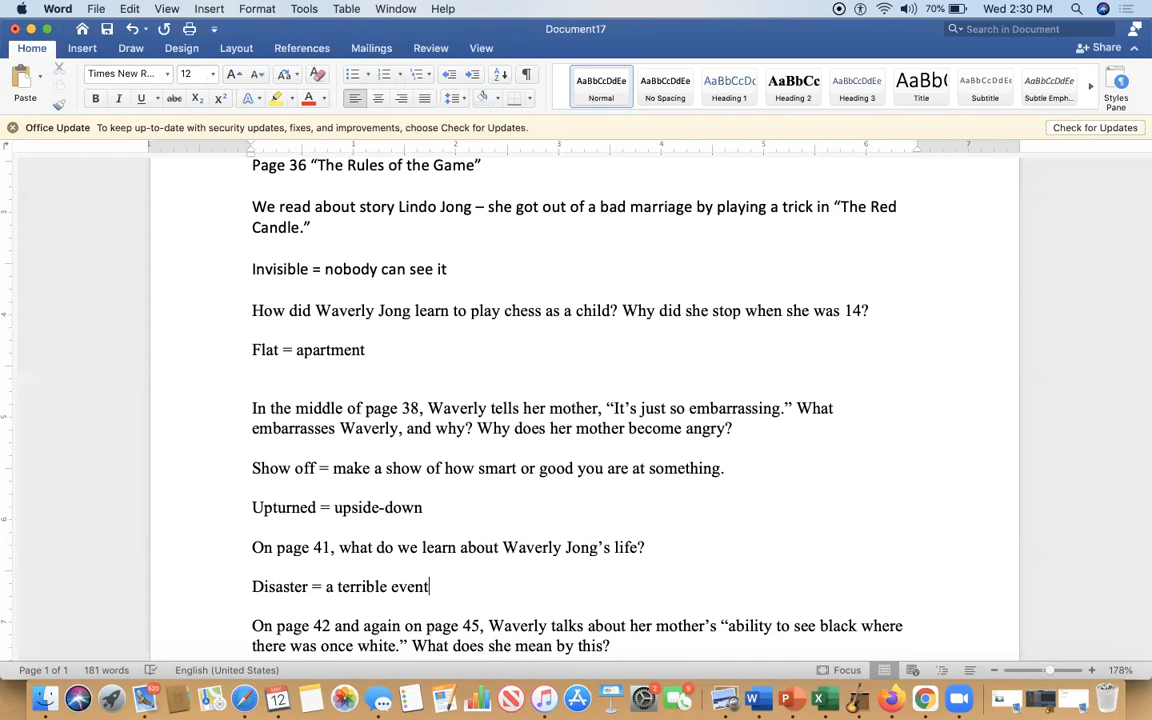 Word File Edit View Insert Format Tools Table Window Help 70% Wed 2:30 PM
Document17 Search in Document
Home Insert Draw Design Layout References Mailings Review View Share
Paste Times New R... 12 AaBbCcDdEe AaBbCcDdEe AaBbCcDc AaBbCc AaBbCcDdEe AaBb( AaBbCcDdEe AaBbCcDdEe
B I U abc X2 X2 A A Normal No Spacing Heading 1 Heading 2 Heading 3 Title Subtitle Subtle Emph... Styles Pane
Office Update To keep up-to-date with security updates, fixes, and improvements, choose Check for Updates. Check for Updates
1 1 2 3 4 5 6 7
Page 36 “The Rules of the Game”
We read about story Lindo Jong – she got out of a bad marriage by playing a trick in “The Red
Candle.”
Invisible = nobody can see it
How did Waverly Jong learn to play chess as a child? Why did she stop when she was 14?
Flat = apartment
In the middle of page 38, Waverly tells her mother, “It’s just so embarrassing.” What
embarrasses Waverly, and why? Why does her mother become angry?
Show off = make a show of how smart or good you are at something.
Upturned = upside-down
On page 41, what do we learn about Waverly Jong’s life?
Disaster = a terrible event
On page 42 and again on page 45, Waverly talks about her mother’s “ability to see black where
there was once white.” What does she mean by this?
Page 1 of 1 181 words English (United States) Focus 178%